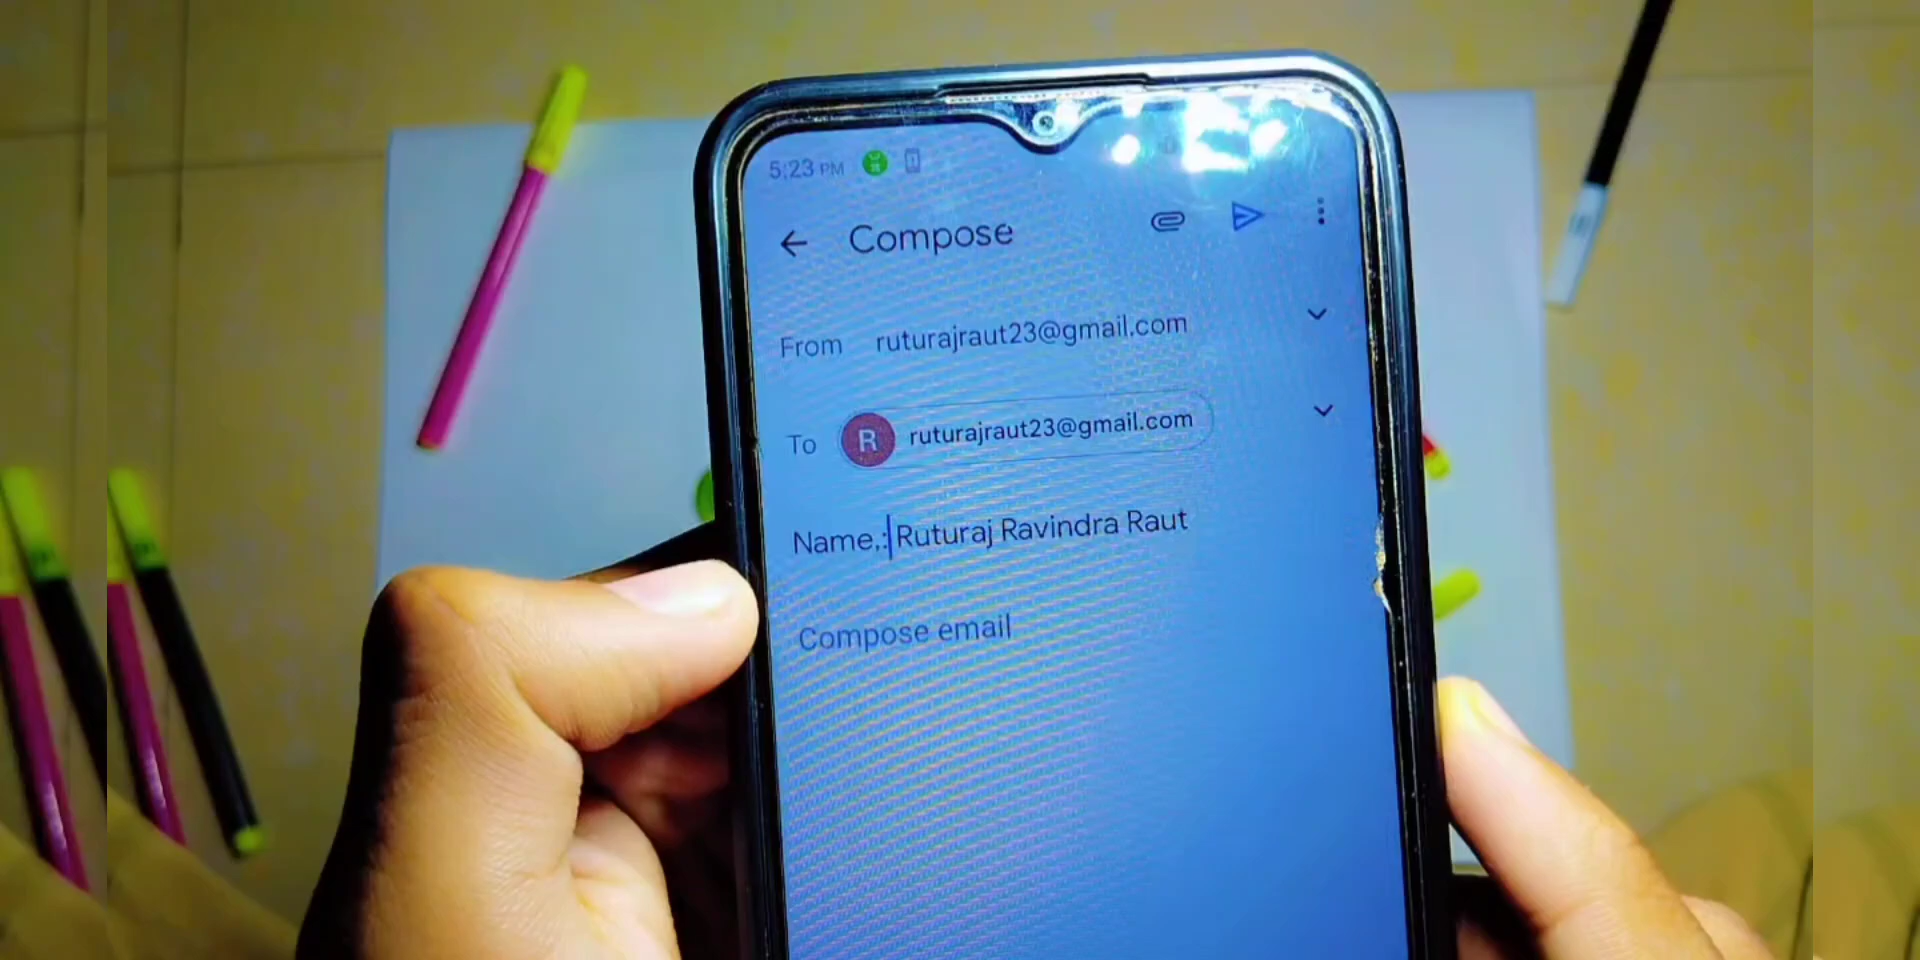 5:23 PM
Compose
From ruturajraut23@gmail.com
To R ruturajraut23@gmail.com
Name,: Ruturaj Ravindra Raut
Compose email